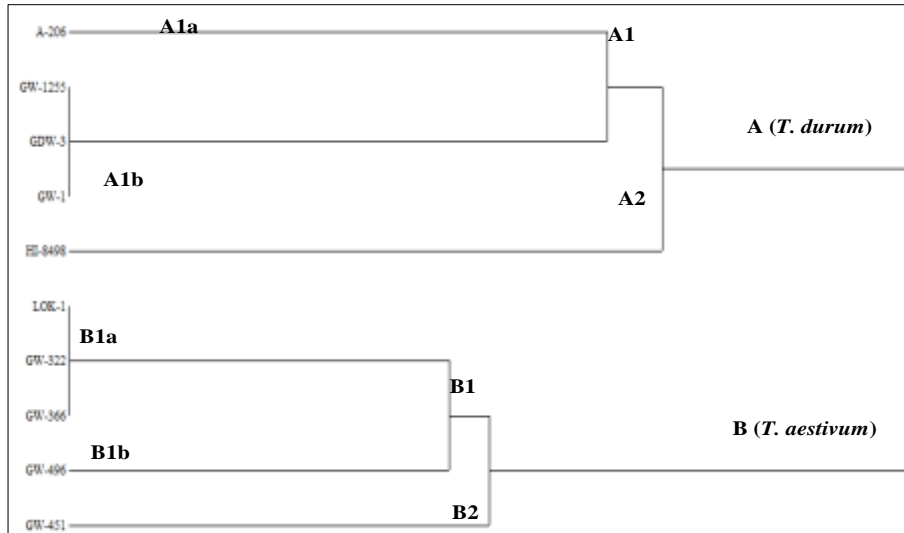 A-206
A1a
A1
GW-1255
GDW-3
A (T. durum)
A1b
GW-1
A2
HI-8498
LOK-1
B1a
GW-322
B1
GW-366
B (T. aestivum)
B1b
GW-496
B2
GW-451